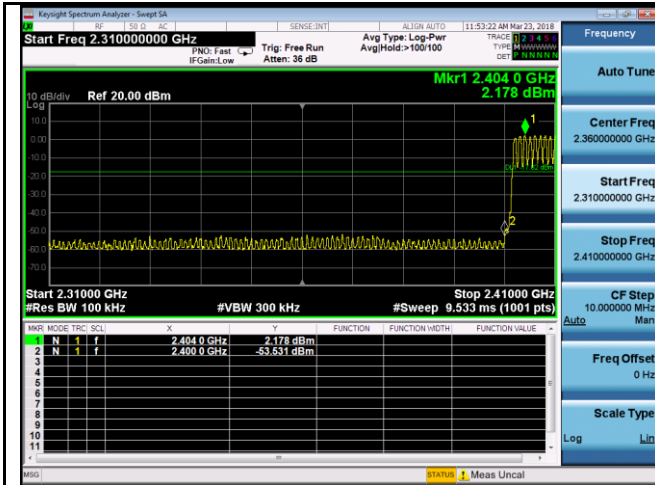 Keysight Spectrum Analyzer - Swept SA
RF 50 Ω AC SENSE:INT ALIGN AUTO 11:53:22 AM Mar 23, 2018
Start Freq 2.310000000 GHz
PNO: Fast
IFGain:Low
Trig: Free Run
Atten: 36 dB
Avg Type: Log-Pwr
Avg|Hold:>100/100
TRACE 1 2 3 4 5 6
TYPE M W W W W W
DET P N N N N N
Mkr1 2.404 0 GHz
2.178 dBm
10 dB/div Ref 20.00 dBm
Log
10.0
0.00
-10.0
-20.0
-30.0
-40.0
-50.0
-60.0
-70.0
1
2
Start 2.31000 GHz Stop 2.41000 GHz
#Res BW 100 kHz #VBW 300 kHz #Sweep 9.533 ms (1001 pts)
MKR MODE TRC SCL X Y FUNCTION FUNCTION WIDTH FUNCTION VALUE
1 N 1 f 2.404 0 GHz 2.178 dBm
2 N 1 f 2.400 0 GHz -53.531 dBm
3
4
5
6
7
8
9
10
11
MSG STATUS Meas Uncal
Frequency
Auto Tune
Center Freq
2.360000000 GHz
Start Freq
2.310000000 GHz
Stop Freq
2.410000000 GHz
CF Step
10.000000 MHz
Auto Man
Freq Offset
0 Hz
Scale Type
Log Lin